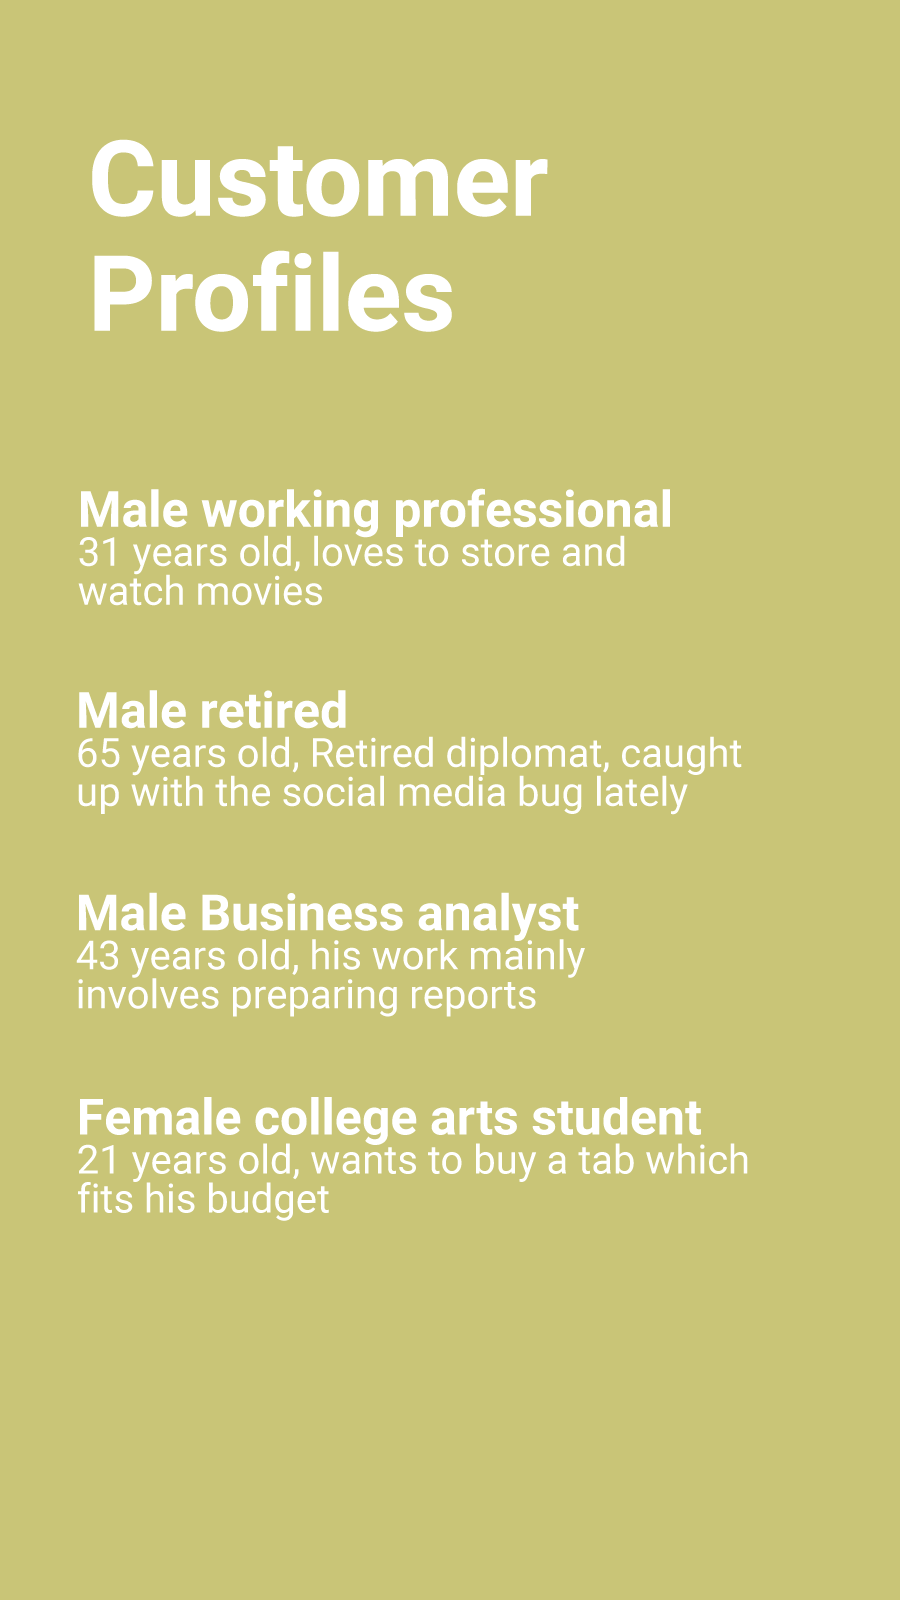 Customer
Profiles
Male working professional
31 years old, loves to store and
watch movies
Male retired
65 years old, Retired diplomat, caught
up with the social media bug lately
Male Business analyst
43 years old, his work mainly
involves preparing reports
Female college arts student
21 years old, wants to buy a tab which
fits his budget